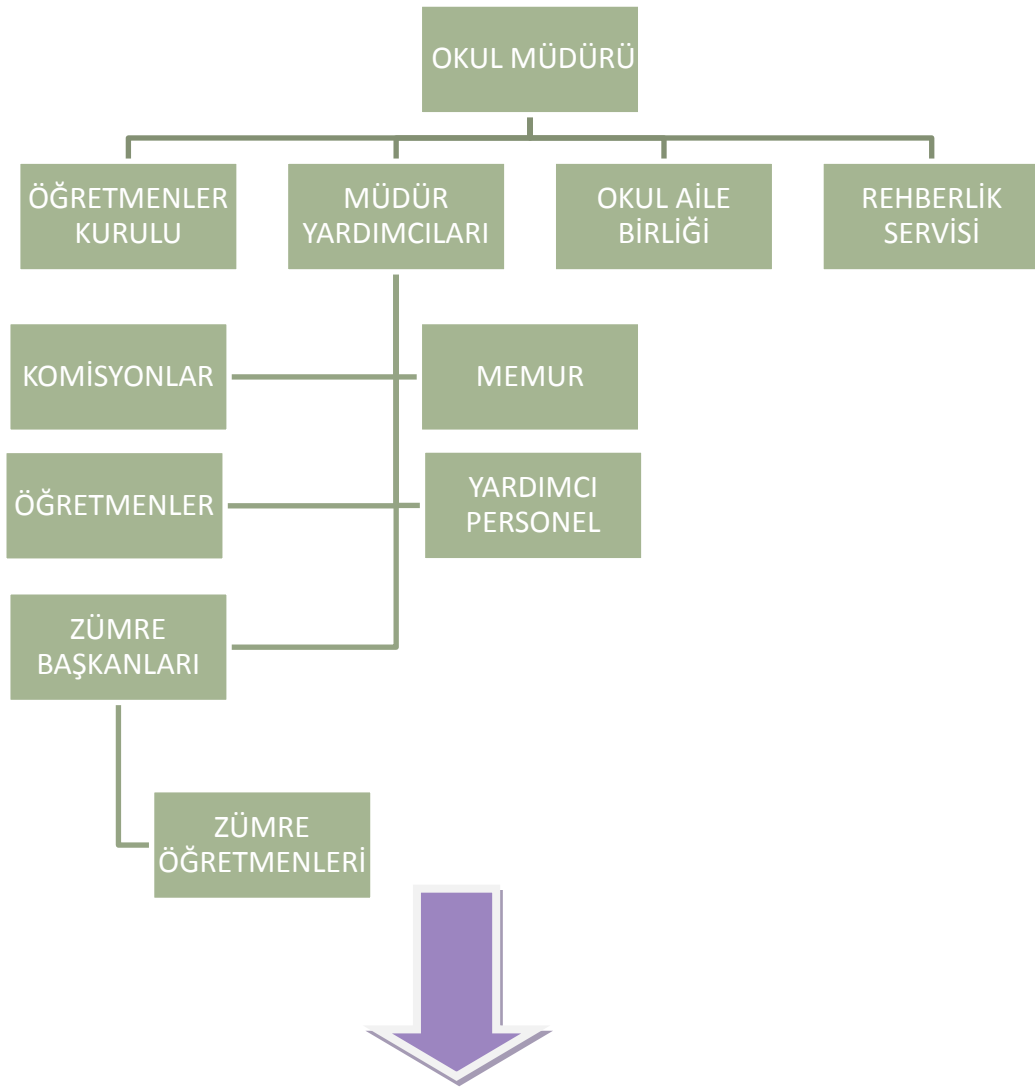 OKUL MÜDÜRÜ
ÖĞRETMENLER
KURULU
MÜDÜR
YARDIMCILARI
OKUL AİLE
BİRLİĞİ
REHBERLİK
SERVİSİ
KOMİSYONLAR
MEMUR
ÖĞRETMENLER
YARDIMCI
PERSONEL
ZÜMRE
BAŞKANLARI
ZÜMRE
ÖĞRETMENLERİ